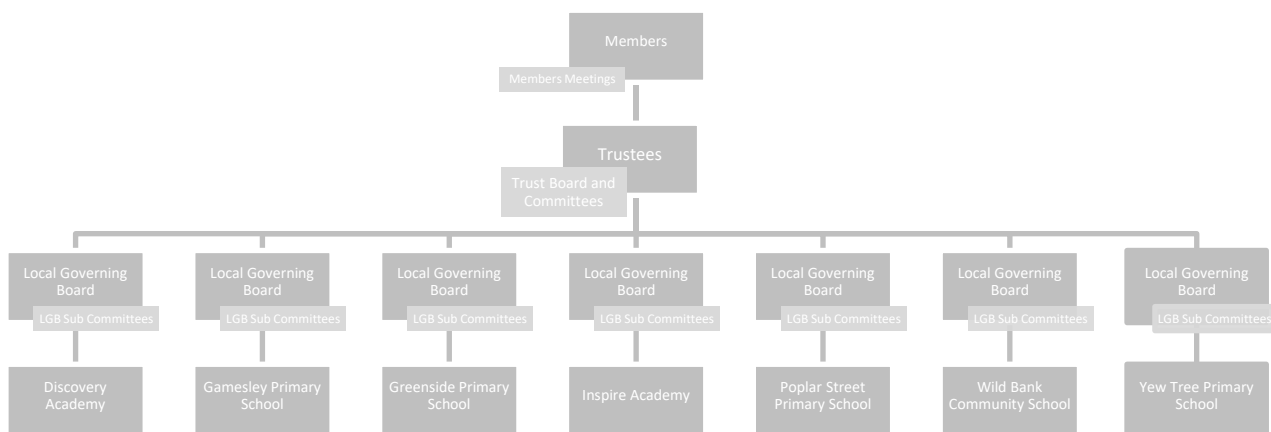 Members
Members Meetings
Trustees
Trust Board and
Committees
Local Governing
Board
LGB Sub Committees
Local Governing
Board
LGB Sub Committees
Local Governing
Board
LGB Sub Committees
Local Governing
Board
LGB Sub Committees
Local Governing
Board
LGB Sub Committees
Local Governing
Board
LGB Sub Committees
Local Governing
Board
LGB Sub Committees
Discovery
Academy
Gamesley Primary
School
Greenside Primary
School
Inspire Academy
Poplar Street
Primary School
Wild Bank
Community School
Yew Tree Primary
School